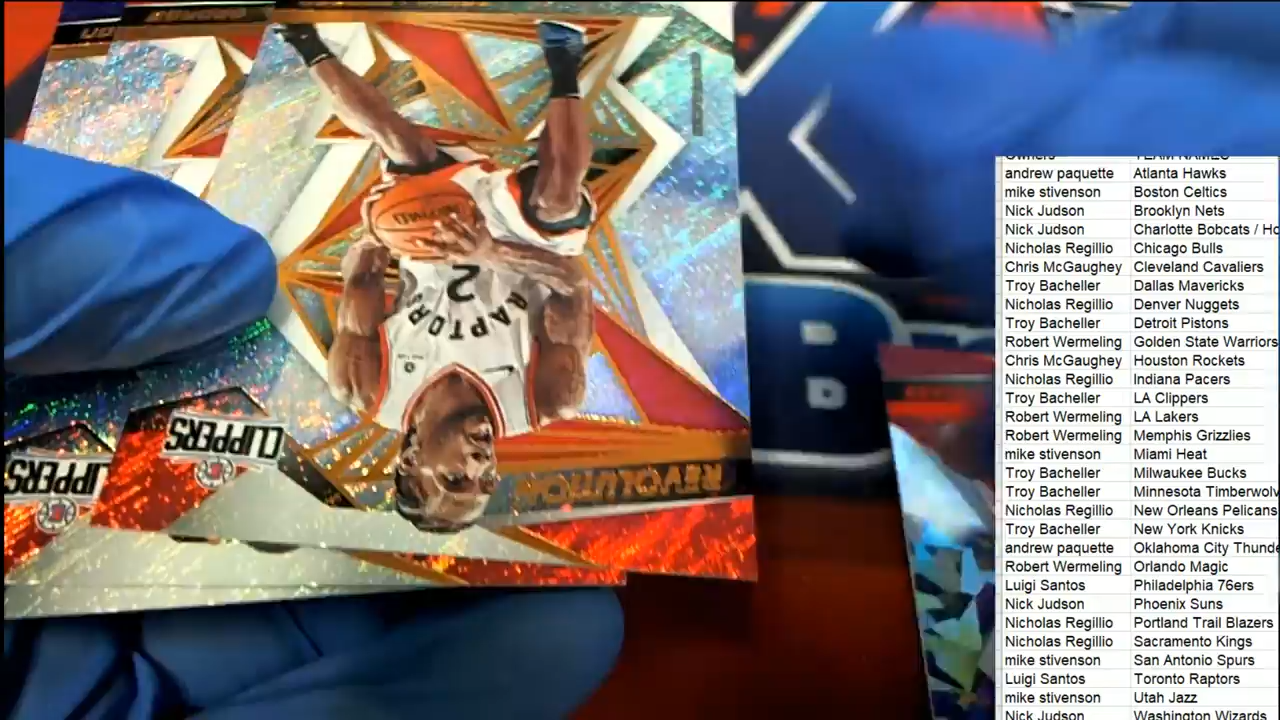 RAPTORS
2
REVOLUTION
CLIPPERS
CLIPPERS
B
D
andrew paquette Atlanta Hawks
mike stivenson Boston Celtics
Nick Judson Brooklyn Nets
Nick Judson Charlotte Bobcats / Ho
Nicholas Regillio Chicago Bulls
Chris McGaughey Cleveland Cavaliers
Troy Bacheller Dallas Mavericks
Nicholas Regillio Denver Nuggets
Troy Bacheller Detroit Pistons
Robert Wermeling Golden State Warriors
Chris McGaughey Houston Rockets
Nicholas Regillio Indiana Pacers
Troy Bacheller LA Clippers
Robert Wermeling LA Lakers
Robert Wermeling Memphis Grizzlies
mike stivenson Miami Heat
Troy Bacheller Milwaukee Bucks
Troy Bacheller Minnesota Timberwolv
Nicholas Regillio New Orleans Pelicans
Troy Bacheller New York Knicks
andrew paquette Oklahoma City Thunde
Robert Wermeling Orlando Magic
Luigi Santos Philadelphia 76ers
Nick Judson Phoenix Suns
Nicholas Regillio Portland Trail Blazers
Nicholas Regillio Sacramento Kings
mike stivenson San Antonio Spurs
Luigi Santos Toronto Raptors
mike stivenson Utah Jazz
Nick Judson Washington Wizards